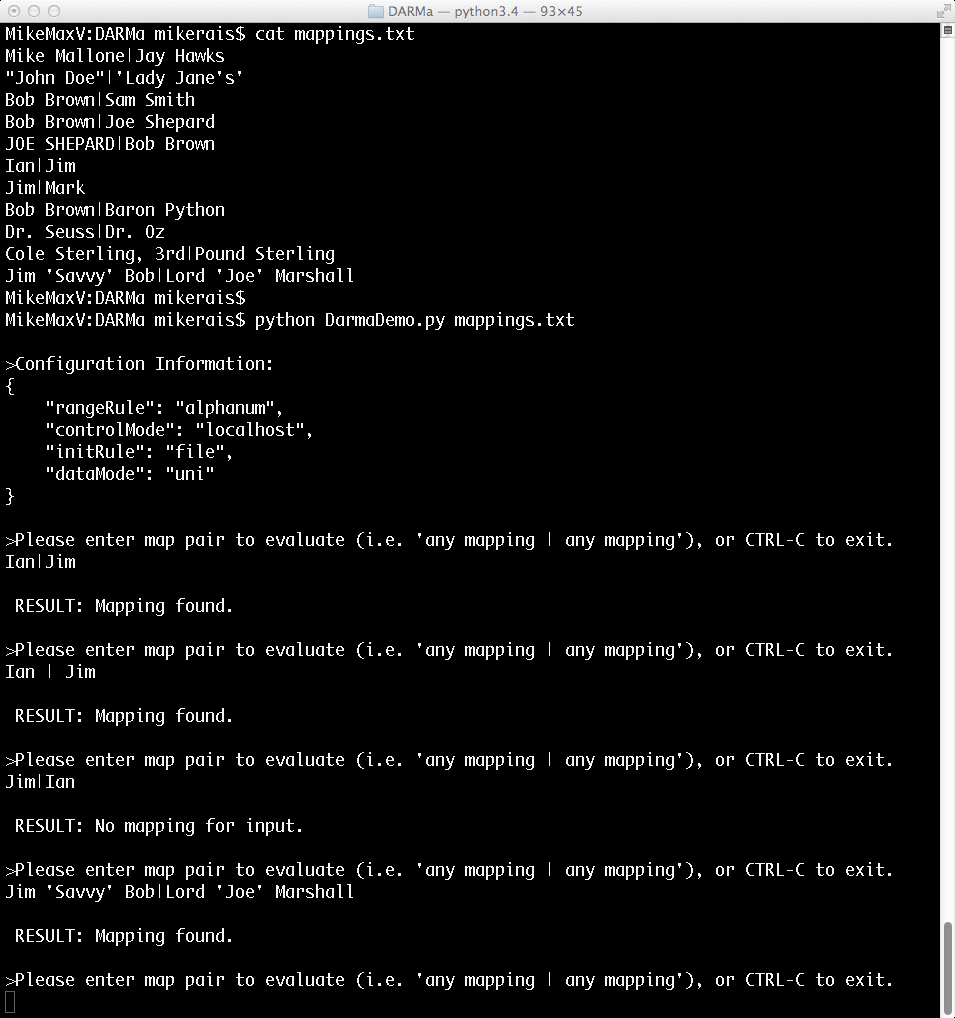 DARMa — python3.4 — 93×45
MikeMaxV:DARMa mikerais$ cat mappings.txt
Mike Mallone|Jay Hawks
"John Doe"|'Lady Jane's'
Bob Brown|Sam Smith
Bob Brown|Joe Shepard
JOE SHEPARD|Bob Brown
Ian|Jim
Jim|Mark
Bob Brown|Baron Python
Dr. Seuss|Dr. Oz
Cole Sterling, 3rd|Pound Sterling
Jim 'Savvy' Bob|Lord 'Joe' Marshall
MikeMaxV:DARMa mikerais$
MikeMaxV:DARMa mikerais$ python DarmaDemo.py mappings.txt
>Configuration Information:
{
    "rangeRule": "alphanum",
    "controlMode": "localhost",
    "initRule": "file",
    "dataMode": "uni"
}
>Please enter map pair to evaluate (i.e. 'any mapping | any mapping'), or CTRL-C to exit.
Ian|Jim
 RESULT: Mapping found.
>Please enter map pair to evaluate (i.e. 'any mapping | any mapping'), or CTRL-C to exit.
Ian | Jim
 RESULT: Mapping found.
>Please enter map pair to evaluate (i.e. 'any mapping | any mapping'), or CTRL-C to exit.
Jim|Ian
 RESULT: No mapping for input.
>Please enter map pair to evaluate (i.e. 'any mapping | any mapping'), or CTRL-C to exit.
Jim 'Savvy' Bob|Lord 'Joe' Marshall
 RESULT: Mapping found.
>Please enter map pair to evaluate (i.e. 'any mapping | any mapping'), or CTRL-C to exit.